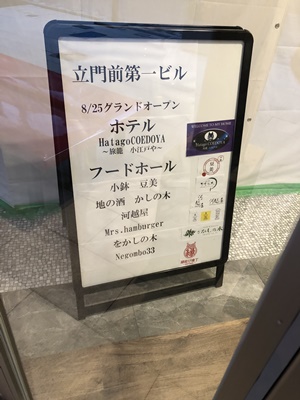 立門前第一ビル
8/25グランドオープン
ホテル
HatagoCOEDOYA
～旅籠 小江戸や～
フードホール
小鉢 豆美
地の酒 かしの木
河越屋
Mrs.hamburger
をかしの木
Negombo33